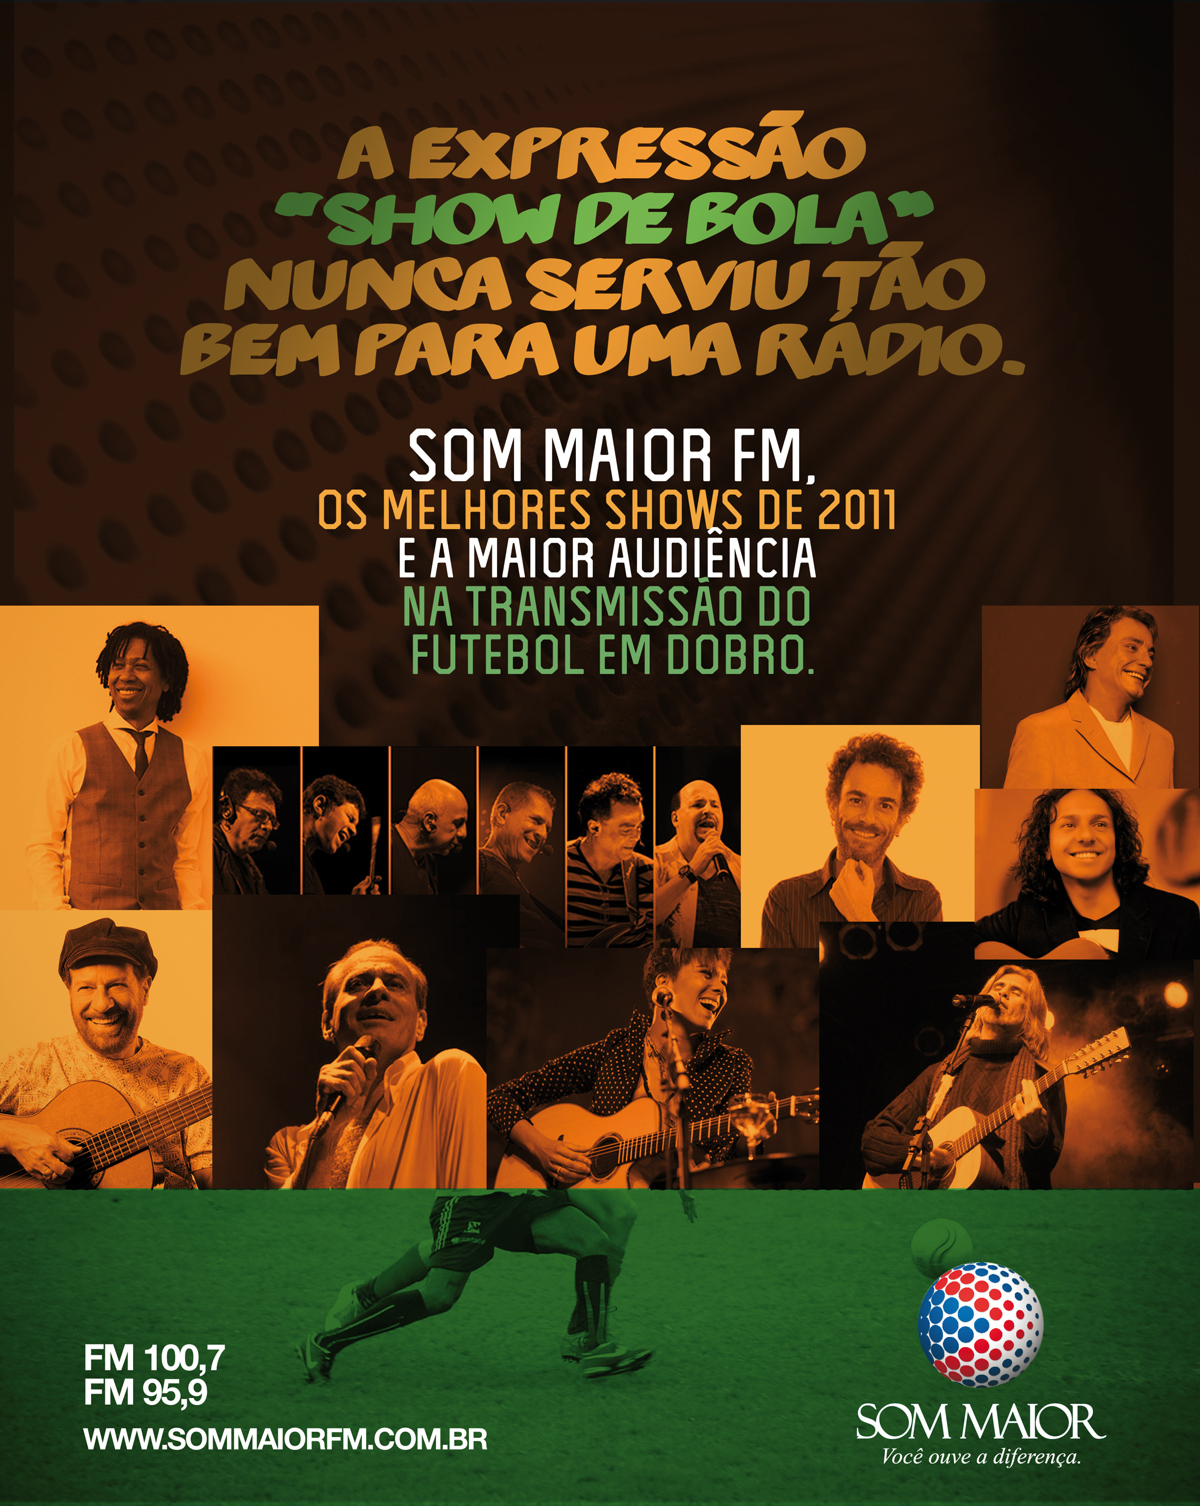 A EXPRESSÃO
"SHOW DE BOLA"
NUNCA SERVIU TÃO
BEM PARA UMA RÁDIO.
SOM MAIOR FM,
OS MELHORES SHOWS DE 2011
E A MAIOR AUDIÊNCIA
NA TRANSMISSÃO DO
FUTEBOL EM DOBRO.
FM 100,7
FM 95,9
WWW.SOMMAIORFM.COM.BR
SOM MAIOR
Você ouve a diferença.